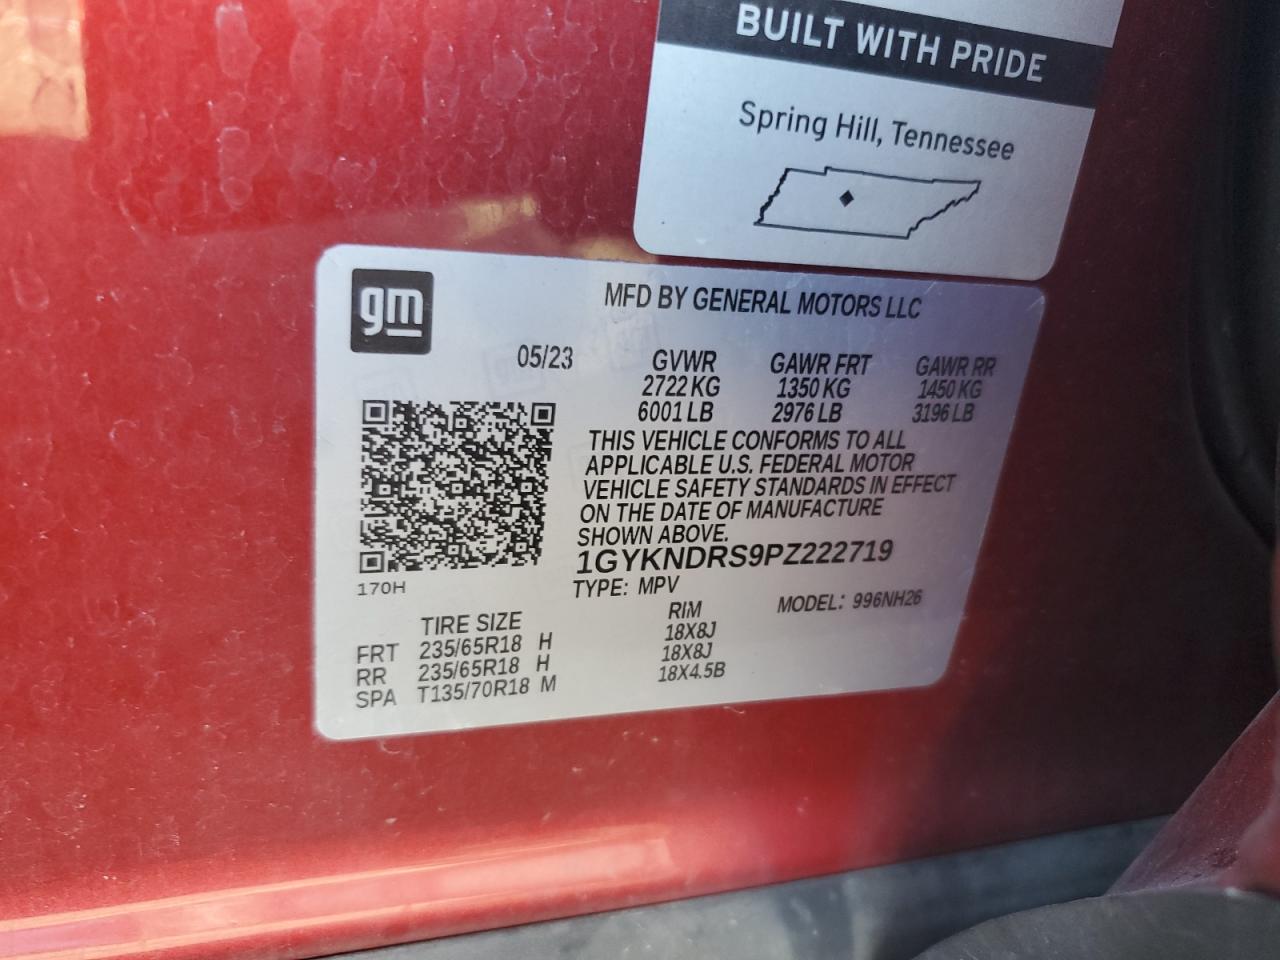 BUILT WITH PRIDE
Spring Hill, Tennessee
gm
MFD BY GENERAL MOTORS LLC
05/23 GVWR GAWR FRT GAWR RR
2722 KG 1350 KG 1450 KG
6001 LB 2976 LB 3196 LB
THIS VEHICLE CONFORMS TO ALL
APPLICABLE U.S. FEDERAL MOTOR
VEHICLE SAFETY STANDARDS IN EFFECT
ON THE DATE OF MANUFACTURE
SHOWN ABOVE.
1GYKNDRS9PZ222719
170H
TYPE: MPV MODEL: 996NH26
TIRE SIZE RIM
FRT 235/65R18 H 18X8J
RR 235/65R18 H 18X8J
SPA T135/70R18 M 18X4.5B